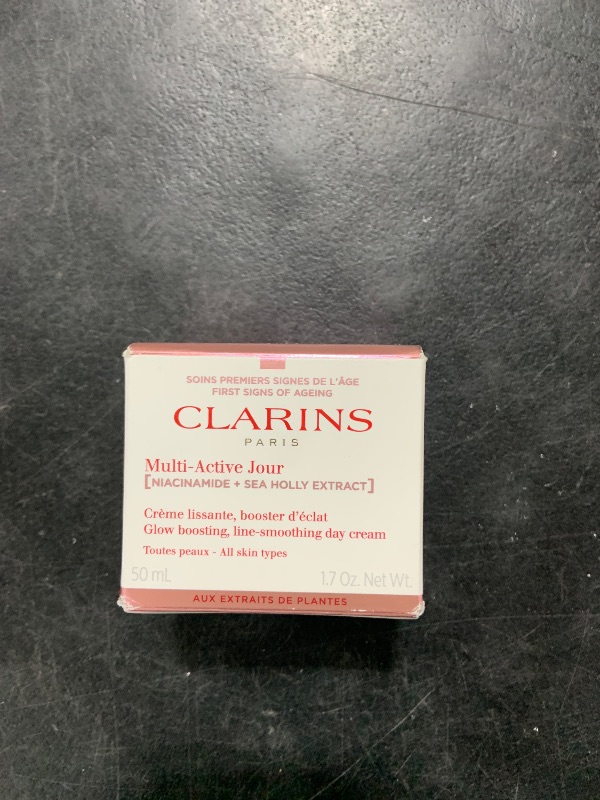 SOINS PREMIERS SIGNES DE L'ÂGE
FIRST SIGNS OF AGEING
CLARINS
PARIS
Multi-Active Jour
[NIACINAMIDE + SEA HOLLY EXTRACT]
Crème lissante, booster d'éclat
Glow boosting, line-smoothing day cream
Toutes peaux - All skin types
50 mL 1.7 Oz. Net Wt.
AUX EXTRAITS DE PLANTES